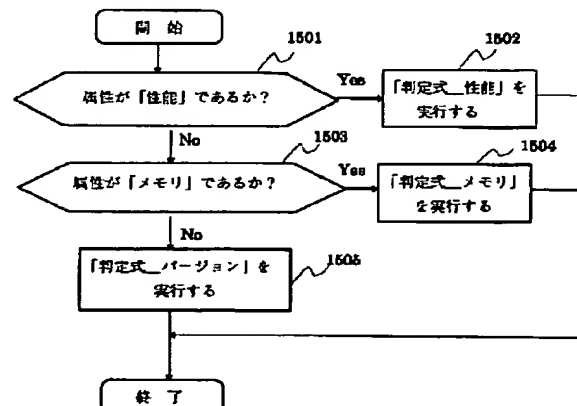 開 始
1501
属性が「性能」であるか？
Yes
1502
「判定式＿性能」を
実行する
No
1503
属性が「メモリ」であるか？
Yes
1504
「判定式＿メモリ」
を実行する
No
1505
「判定式＿バージョン」を
実行する
終 了